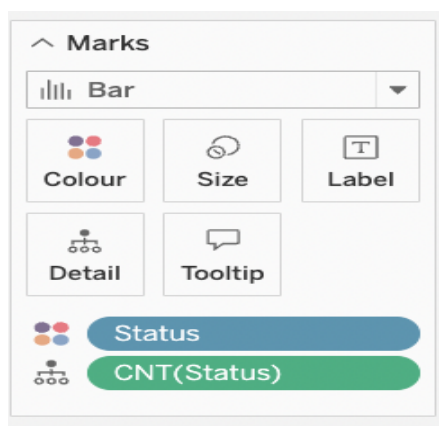 Marks
Bar
Colour Size Label
Detail Tooltip
Status
CNT(Status)